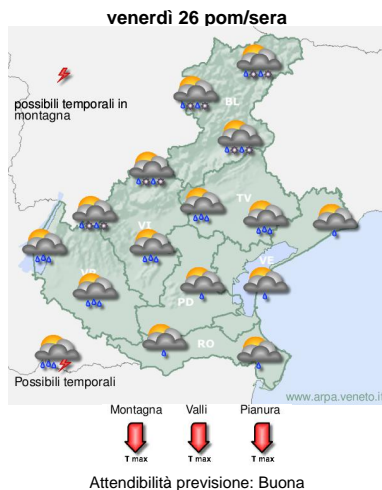 venerdì 26 pom/sera
possibili temporali in
montagna
BL
TV
VI
VE
VR
PD
RO
Possibili temporali
www.arpa.veneto.it
Montagna Valli Pianura
T max T max T max
Attendibilità previsione: Buona